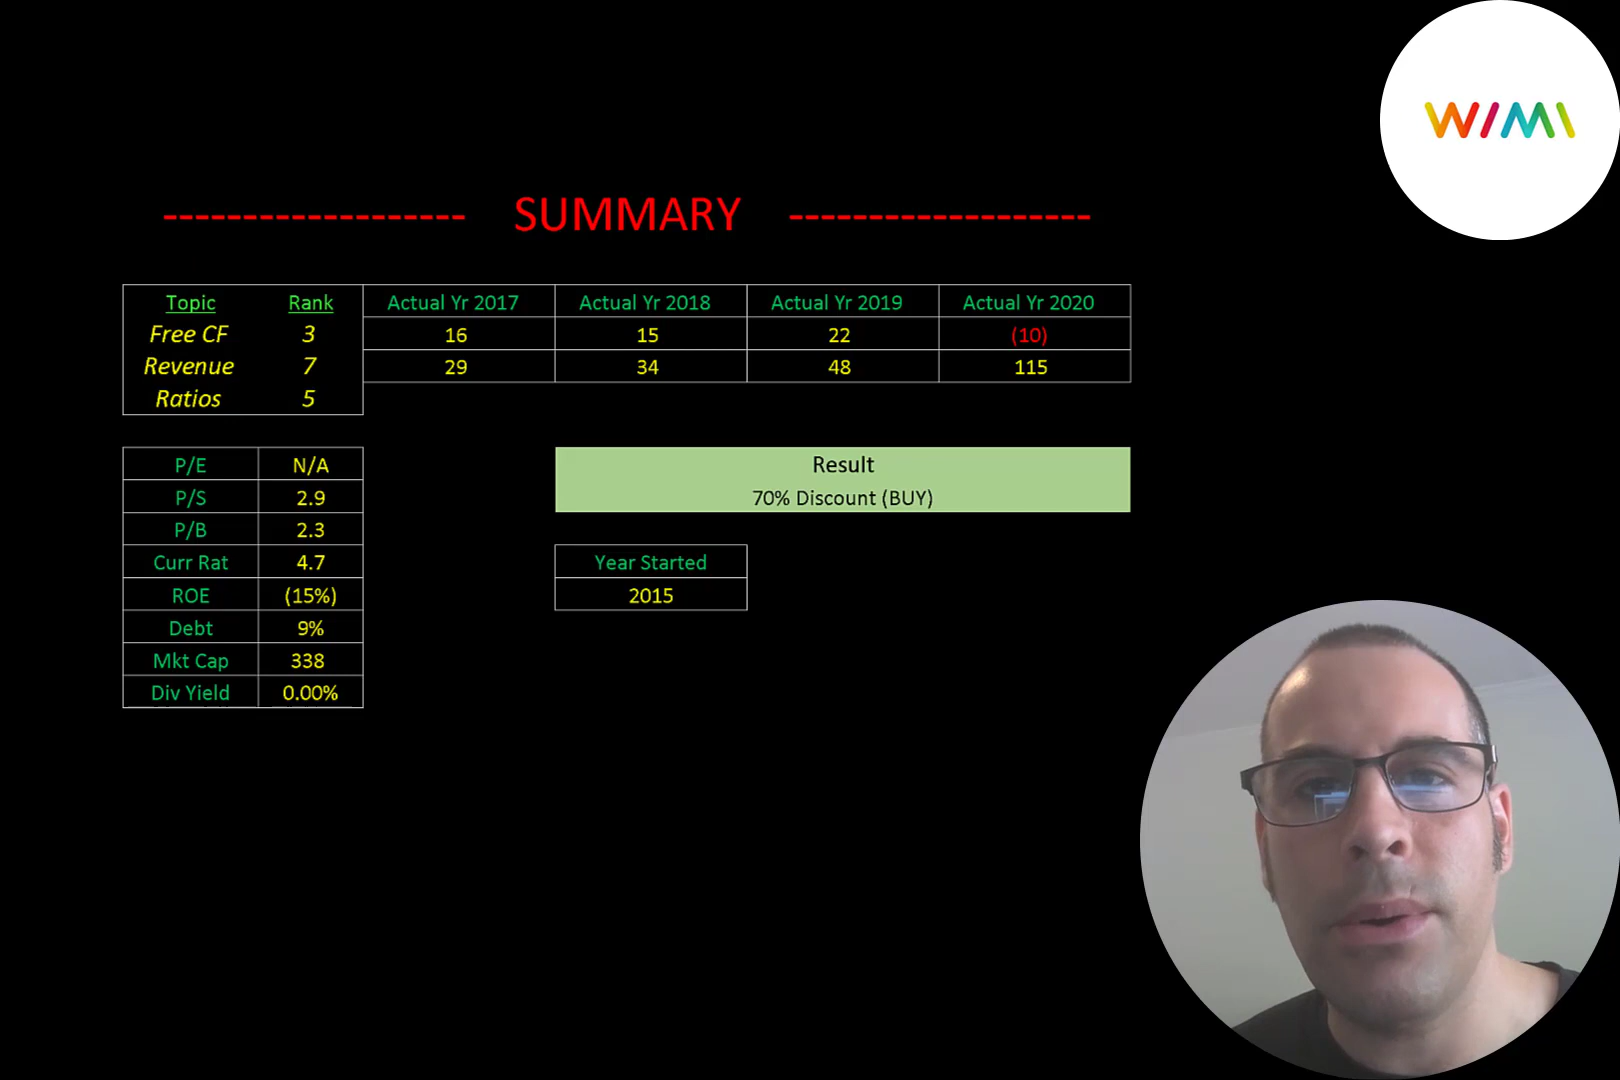 WIMI
------------------- SUMMARY -------------------
Topic Rank Actual Yr 2017 Actual Yr 2018 Actual Yr 2019 Actual Yr 2020
Free CF 3 16 15 22 (10)
Revenue 7 29 34 48 115
Ratios 5
P/E N/A
Result
P/S 2.9
70% Discount (BUY)
P/B 2.3
Curr Rat 4.7
Year Started
ROE (15%)
2015
Debt 9%
Mkt Cap 338
Div Yield 0.00%